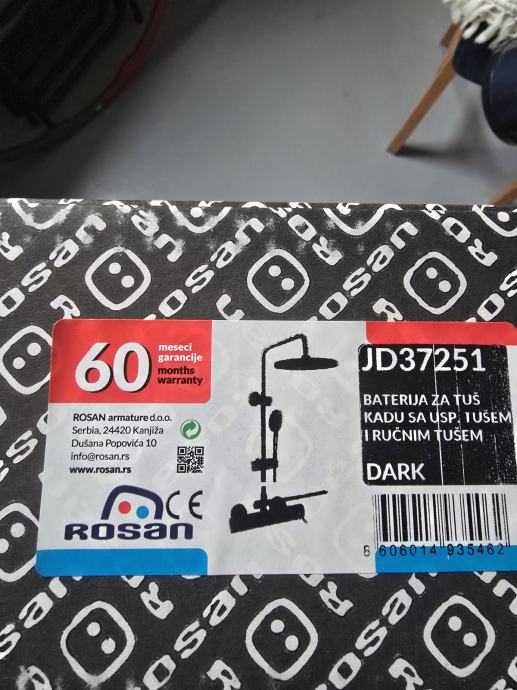 60 meseci
garancije
months
warranty
ROSAN armature d.o.o.
Serbia, 24420 Kanjiža
Dušana Popovića 10
info@rosan.rs
www.rosan.rs
CE
ROSAN
JD37251
BATERIJA ZA TUŠ
KADU SA USP. TUŠEM
I RUČNIM TUŠEM
DARK
8 606014 935462